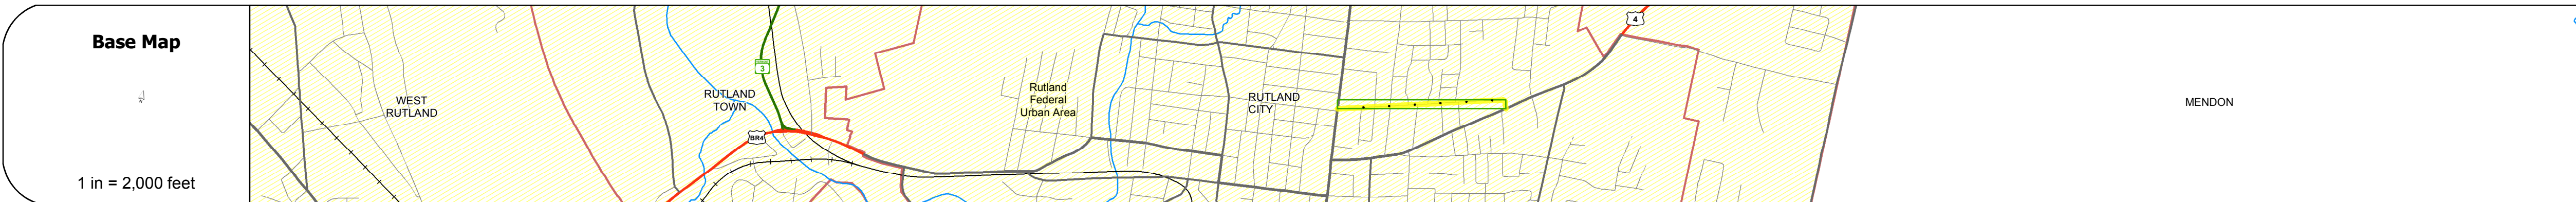 Base Map
1 in = 2,000 feet
WEST
RUTLAND
RUTLAND
TOWN
3
BR4
Rutland
Federal
Urban Area
RUTLAND
CITY
4
MENDON